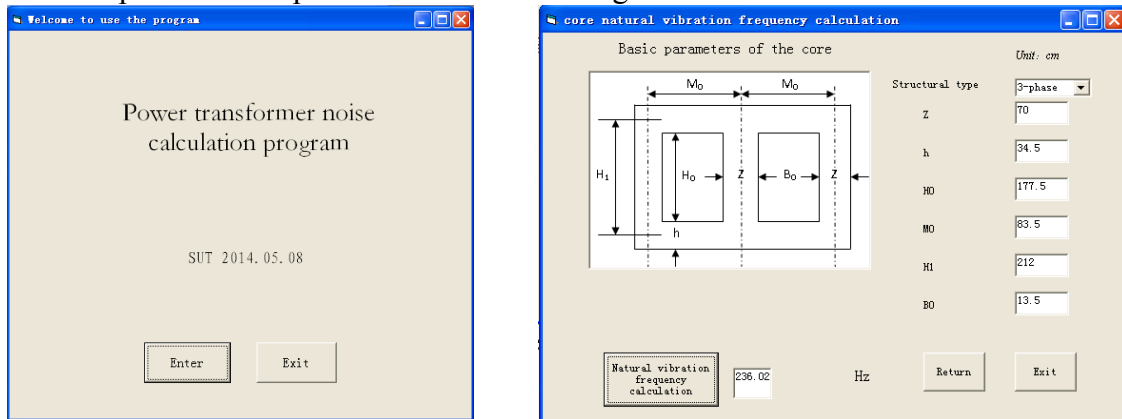 Velcome to use the program
Power transformer noise
calculation program
SUT 2014.05.08
Enter
Exit
core natural vibration frequency calculation
Basic parameters of the core
Unit: cm
M0
M0
H1
H0
Z
B0
Z
h
Structural type
3-phase
Z
70
h
34.5
H0
177.5
M0
83.5
H1
212
B0
13.5
Natural vibration
frequency
calculation
236.02
Hz
Return
Exit